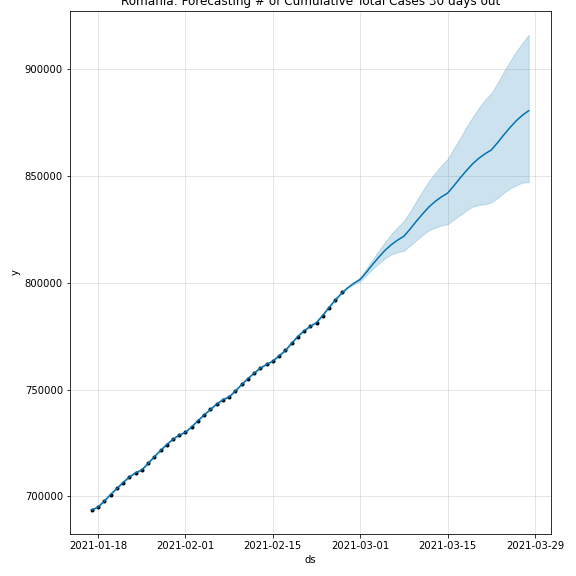 Romania: Forecasting # of Cumulative Total Cases 30 days out
900000
850000
800000
750000
700000
y
2021-01-18 2021-02-01 2021-02-15 2021-03-01 2021-03-15 2021-03-29
ds